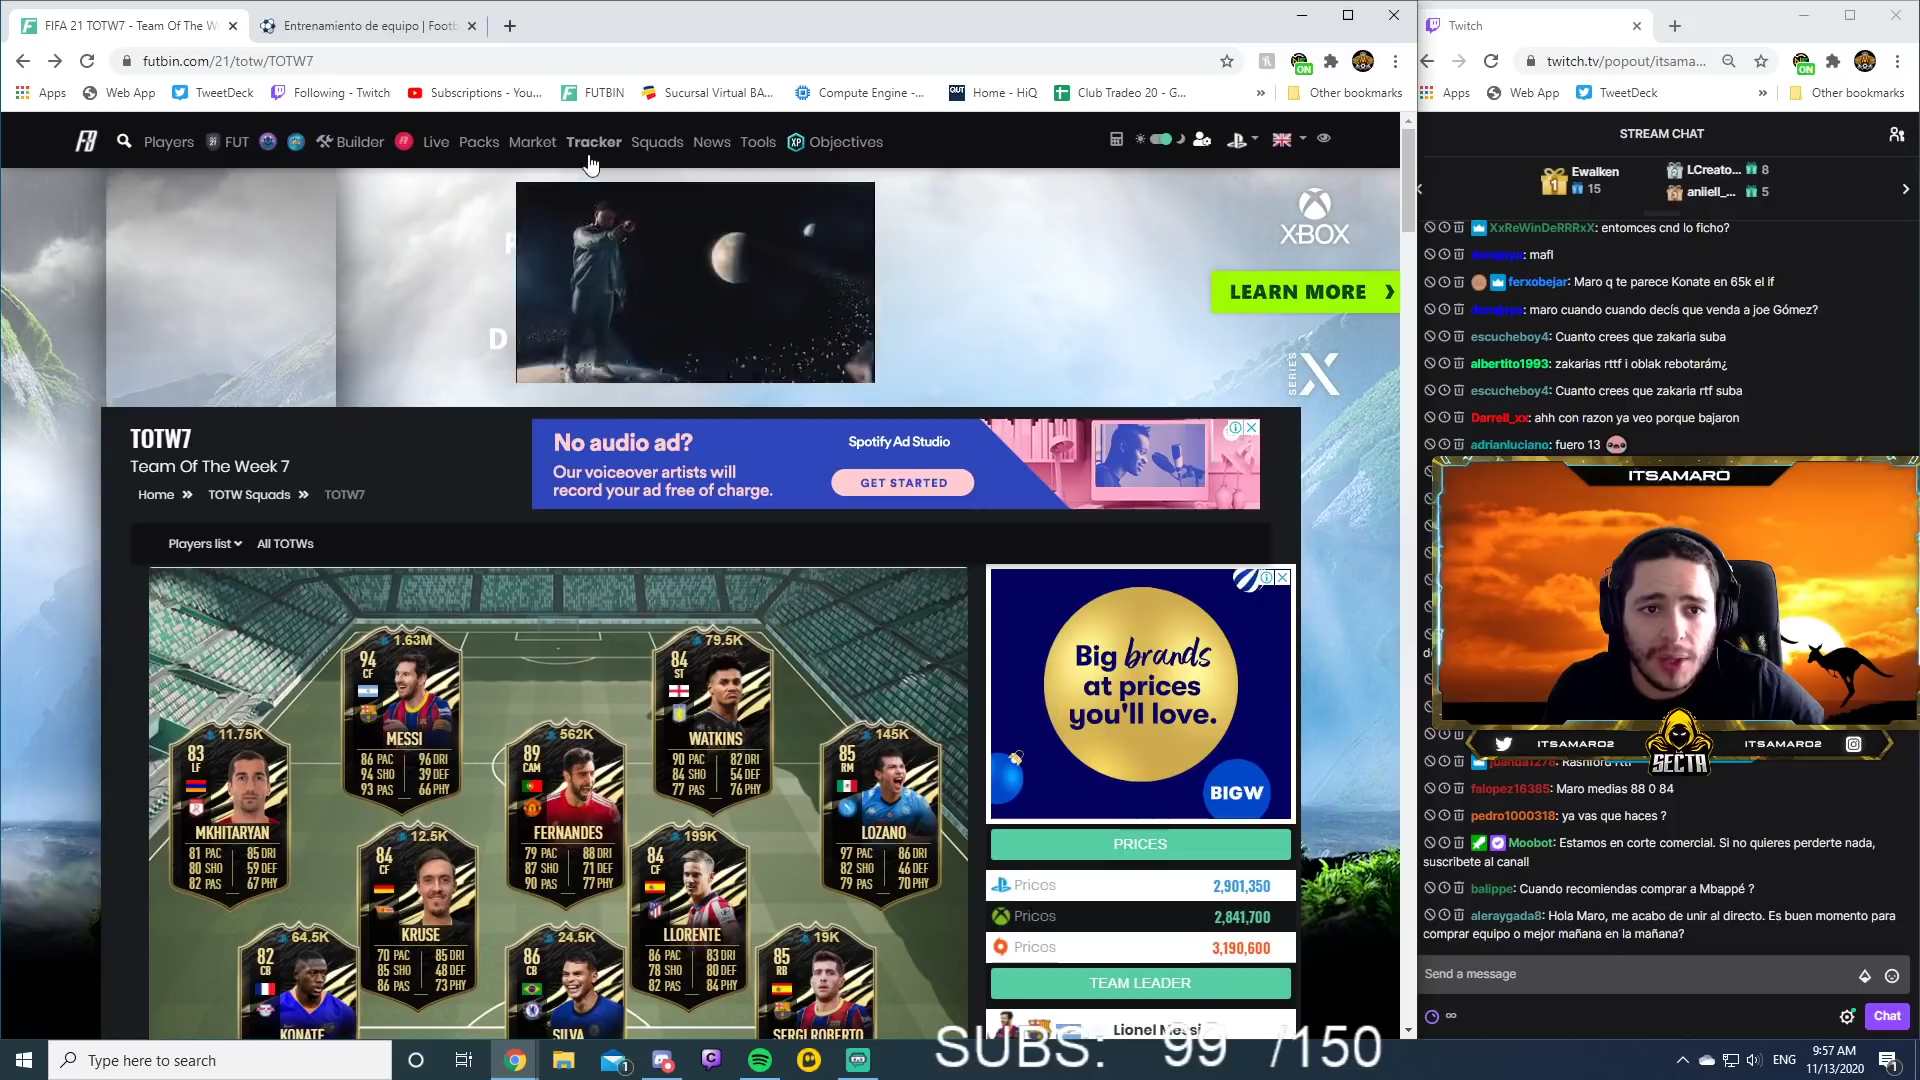 FIFA 21 TOTW7 - Team Of The W
Entrenamiento de equipo | Footb
Twitch
futbin.com/21/totw/TOTW7
ON
twitch.tv/popout/itsama...
ON
Apps
Web App
TweetDeck
Following - Twitch
Subscriptions - You...
FUTBIN
Sucursal Virtual BA...
Compute Engine -...
QUT
Home - HiQ
Club Tradeo 20 - G...
»
Other bookmarks
Apps
Web App
TweetDeck
»
Other bookmarks
Players
FUT
Builder
Live
Packs
Market
Tracker
Squads
News
Tools
XP
Objectives
STREAM CHAT
1
Ewalken
15
LCreato... 8
aniiell_... 5
XBOX
LEARN MORE
SERIES X
D
TOTW7
Team Of The Week 7
Home » TOTW Squads » TOTW7
No audio ad?
Our voiceover artists will
record your ad free of charge.
Spotify Ad Studio
GET STARTED
Players list
All TOTWs
1.63M
94
CF
MESSI
86 PAC 96 DRI
94 SHO 39 DEF
93 PAS 66 PHY
79.5K
84
ST
WATKINS
90 PAC 82 DRI
84 SHO 54 DEF
77 PAS 76 PHY
11.75K
83
LF
MKHITARYAN
81 PAC 85 DRI
80 SHO 59 DEF
82 PAS 67 PHY
562K
89
CAM
FERNANDES
79 PAC 88 DRI
87 SHO 71 DEF
90 PAS 77 PHY
145K
85
RM
LOZANO
97 PAC 86 DRI
82 SHO 46 DEF
79 PAS 70 PHY
12.5K
84
CF
KRUSE
70 PAC 85 DRI
85 SHO 48 DEF
86 PAS 73 PHY
199K
84
CF
LLORENTE
86 PAC 83 DRI
78 SHO 80 DEF
82 PAS 84 PHY
64.5K
82
CB
KONATE
24.5K
86
CB
SILVA
19K
85
RB
SERGI ROBERTO
Big brands
at prices
you'll love.
BIGW
PRICES
Prices 2,901,350
Prices 2,841,700
Prices 3,190,600
TEAM LEADER
Lionel Messi
XxReWinDeRRRxX: entomces cnd lo ficho?
: mafl
ferxobejar: Maro q te parece Konate en 65k el if
: maro cuando cuando decís que venda a joe Gómez?
escucheboy4: Cuanto crees que zakaria suba
albertito1993: zakarias rttf i oblak rebotarám¿
escucheboy4: Cuanto crees que zakaria rtf suba
Darrell_xx: ahh con razon ya veo porque bajaron
adrianluciano: fuero 13
ITSAMARO
ITSAMARO2
SECTA
ITSAMARO2
juanda1278: Rashford rttf
falopez16385: Maro medias 88 0 84
pedro1000318: ya vas que haces ?
Moobot: Estamos en corte comercial. Si no quieres perderte nada,
suscribete al canal!
balippe: Cuando recomiendas comprar a Mbappé ?
aleraygada8: Hola Maro, me acabo de unir al directo. Es buen momento para
comprar equipo o mejor mañana en la mañana?
Send a message
∞
Chat
SUBS: 99 /150
Type here to search
1
ENG
9:57 AM
11/13/2020
1